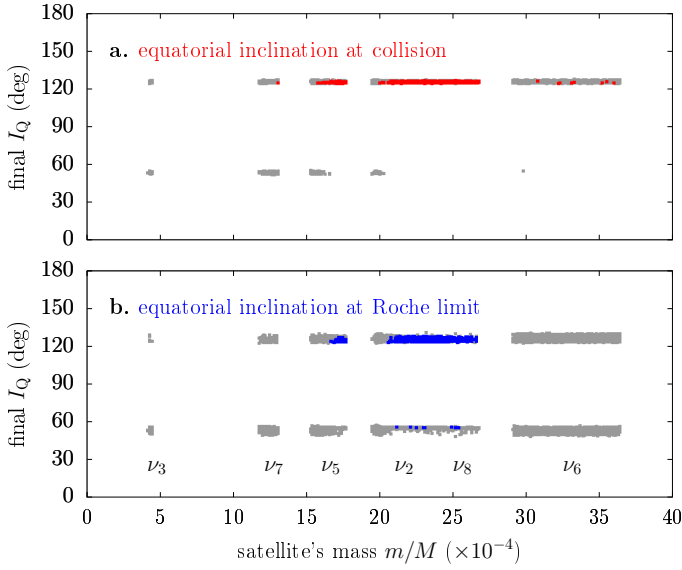 180
150
120
90
60
30
0
final I_Q (deg)
a. equatorial inclination at collision
180
150
120
90
60
30
0
final I_Q (deg)
b. equatorial inclination at Roche limit
ν₃ ν₇ ν₅ ν₂ ν₈ ν₆
0 5 10 15 20 25 30 35 40
satellite's mass m/M (×10⁻⁴)